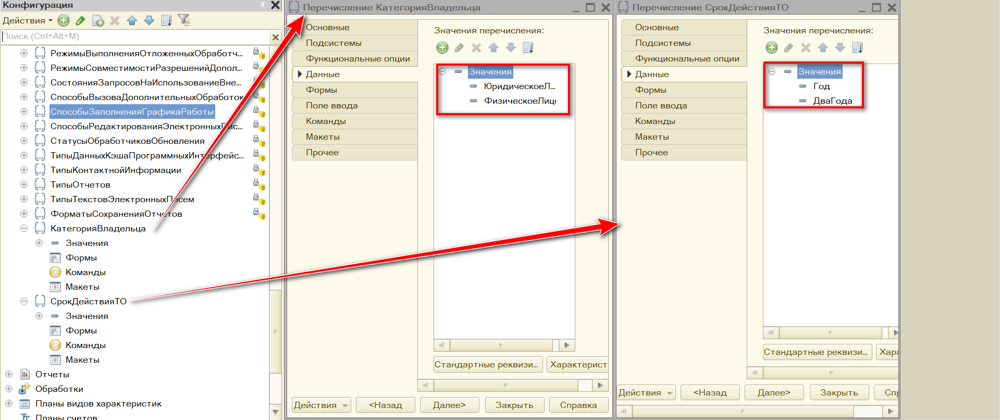 Конфигурация
Действия
Поиск (Ctrl+Alt+M)
РежимыВыполненияОтложенныхОбработч...
РежимыСовместимостиРазрешенийДопол...
СостоянияЗапросовНаИспользованиеВне...
СпособыВызоваДополнительныхОбработок
СпособыЗаполненияГрафикаРаботы
СпособыРедактированияЭлектронныхПис...
СтатусыОбработчиковОбновления
ТипыДанныхКэшаПрограммныхИнтерфейс...
ТипыКонтактнойИнформации
ТипыОтчетов
ТипыТекстовЭлектронныхПисем
ФорматыСохраненияОтчетов
КатегорияВладельца
Значения
Формы
Команды
Макеты
СрокДействияТО
Значения
Формы
Команды
Макеты
Отчеты
Обработки
Планы видов характеристик
Планы счетов
Перечисление КатегорияВладельца
Основные
Подсистемы
Функциональные опции
Данные
Формы
Поле ввода
Команды
Макеты
Прочее
Значения перечисления:
Значения
ЮридическоеЛ...
ФизическоеЛиц
Стандартные реквизи...
Характерист
Действия
<Назад
Далее>
Закрыть
Справка
Перечисление СрокДействияТО
Основные
Подсистемы
Функциональные опции
Данные
Формы
Поле ввода
Команды
Макеты
Прочее
Значения перечисления:
Значения
Год
ДваГода
Стандартные реквизи...
Хара
Действия
<Назад
Далее>
Закрыть
Спр